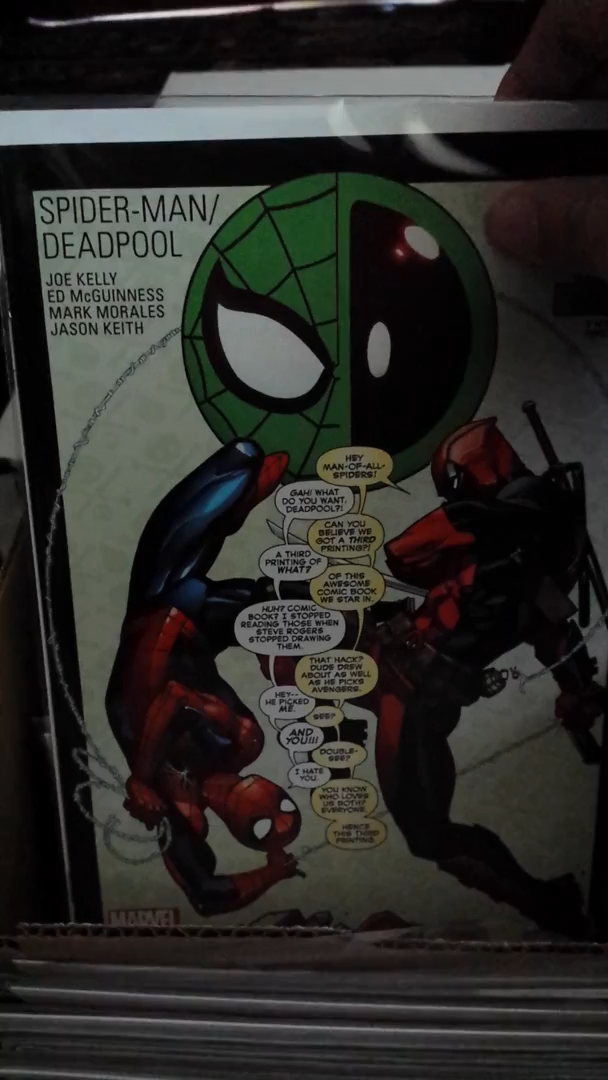 SPIDER-MAN/
DEADPOOL
JOE KELLY
ED McGUINNESS
MARK MORALES
JASON KEITH
HEY
MAN-OF-ALL-
SPIDERS!
GAH! WHAT
DO YOU WANT,
DEADPOOL?!
CAN YOU
BELIEVE WE
GOT A THIRD
PRINTING?!
A THIRD
PRINTING OF
WHAT?
OF THIS
AWESOME
COMIC BOOK
WE STAR IN.
HUH? COMIC
BOOK? I STOPPED
READING THOSE WHEN
STEVE ROGERS
STOPPED DRAWING
THEM.
THAT HACK?
DUDE DREW
ABOUT AS WELL
AS HE PICKS
AVENGERS.
HEY--
HE PICKED
ME.
SEE?
AND
YOU!!!
DOUBLE-
SEE?
I HATE
YOU.
YOU KNOW
WHO LOVES
US BOTH?
EVERYONE.
HENCE
THIS THIRD
PRINTING.
MARVEL